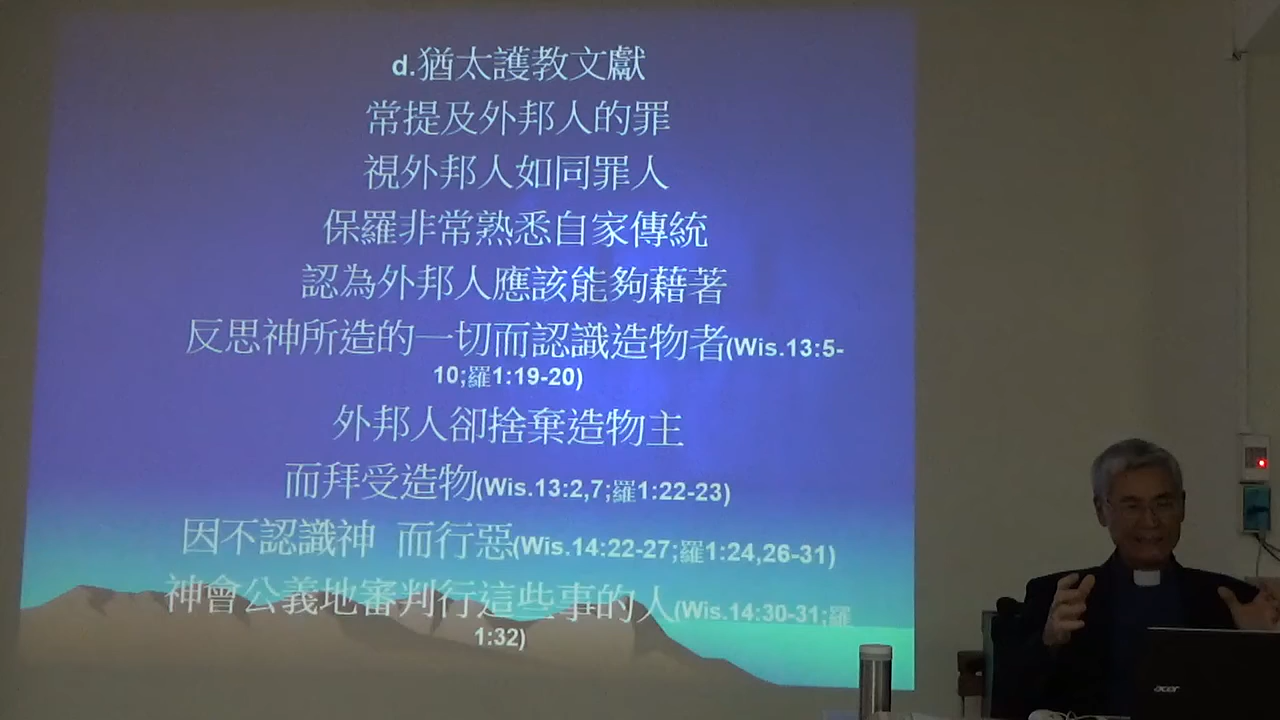 d.猶太護教文獻
常提及外邦人的罪
視外邦人如同罪人
保羅非常熟悉自家傳統
認為外邦人應該能夠藉著
反思神所造的一切而認識造物者(Wis.13:5-
10;羅1:19-20)
外邦人卻捨棄造物主
而拜受造物(Wis.13:2,7;羅1:22-23)
因不認識神 而行惡(Wis.14:22-27;羅1:24,26-31)
神會公義地審判行這些事的人(Wis.14:30-31;羅
1:32)
acer